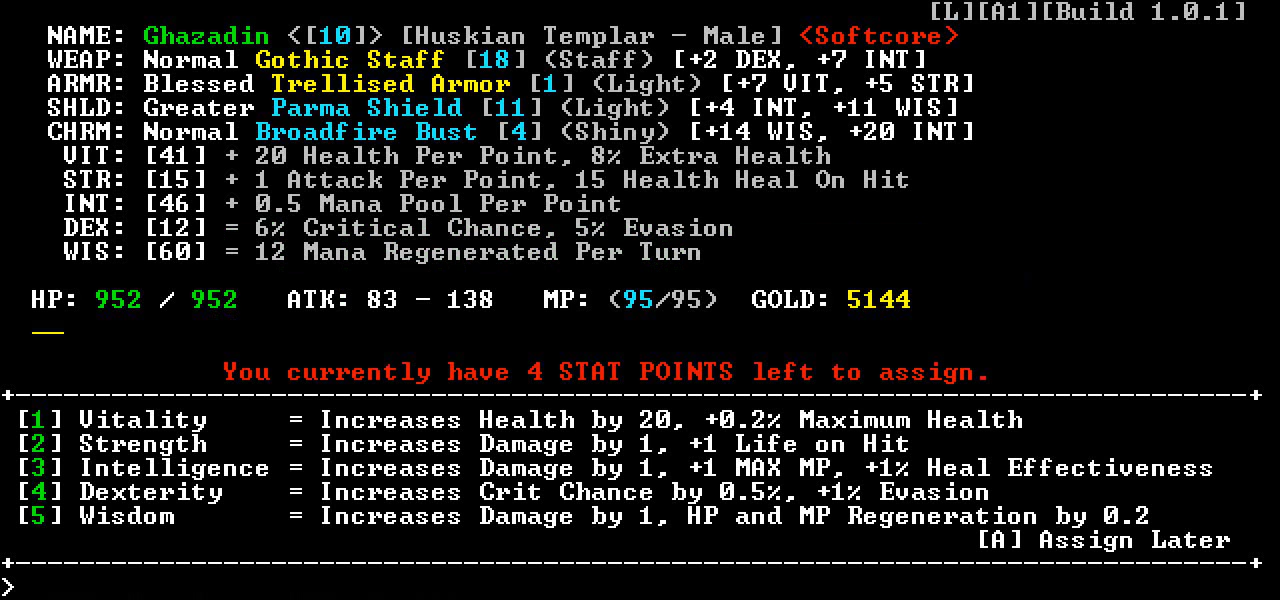 [L][A1][Build 1.0.1]
NAME: Ghazadin <[10]> [Huskian Templar - Male] <Softcore>
WEAP: Normal Gothic Staff [18] (Staff) [+2 DEX, +7 INT]
ARMR: Blessed Trellised Armor [1] (Light) [+7 VIT, +5 STR]
SHLD: Greater Parma Shield [11] (Light) [+4 INT, +11 WIS]
CHRM: Normal Broadfire Bust [4] (Shiny) [+14 WIS, +20 INT]
VIT: [41] + 20 Health Per Point, 8% Extra Health
STR: [15] + 1 Attack Per Point, 15 Health Heal On Hit
INT: [46] + 0.5 Mana Pool Per Point
DEX: [12] = 6% Critical Chance, 5% Evasion
WIS: [60] = 12 Mana Regenerated Per Turn
HP: 952 / 952 ATK: 83 - 138 MP: (95/95) GOLD: 5144
You currently have 4 STAT POINTS left to assign.
+------------------------------------------------------------------------------+
[1] Vitality = Increases Health by 20, +0.2% Maximum Health
[2] Strength = Increases Damage by 1, +1 Life on Hit
[3] Intelligence = Increases Damage by 1, +1 MAX MP, +1% Heal Effectiveness
[4] Dexterity = Increases Crit Chance by 0.5%, +1% Evasion
[5] Wisdom = Increases Damage by 1, HP and MP Regeneration by 0.2
[A] Assign Later
+------------------------------------------------------------------------------+
>